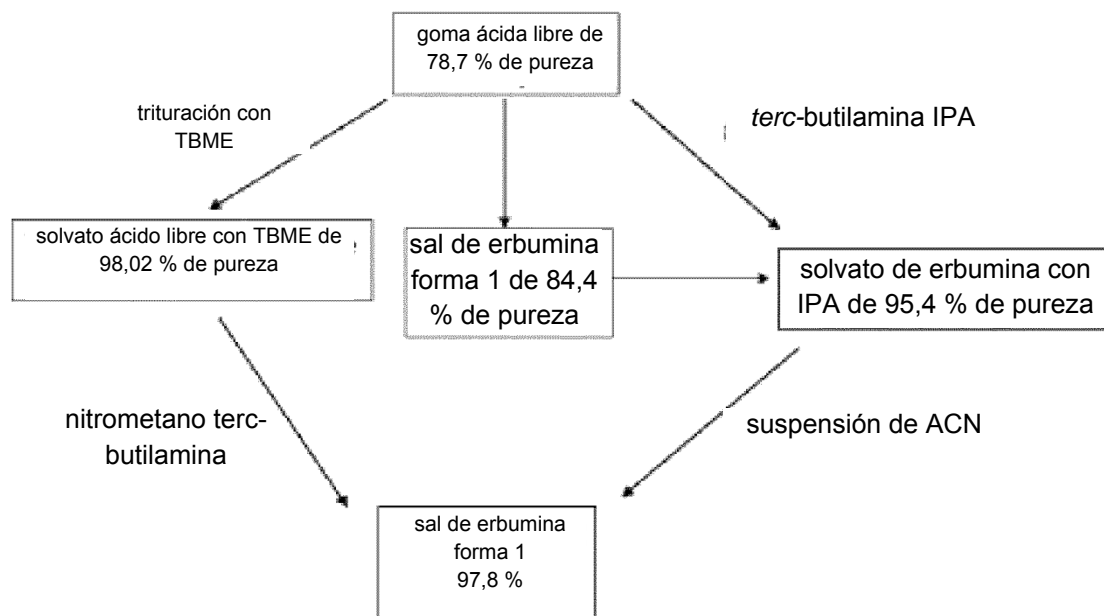 goma ácida libre de
78,7 % de pureza
trituración con
TBME
terc-butilamina IPA
solvato ácido libre con TBME de
98,02 % de pureza
sal de erbumina
forma 1 de 84,4
% de pureza
solvato de erbumina con
IPA de 95,4 % de pureza
nitrometano terc-
butilamina
suspensión de ACN
sal de erbumina
forma 1
97,8 %